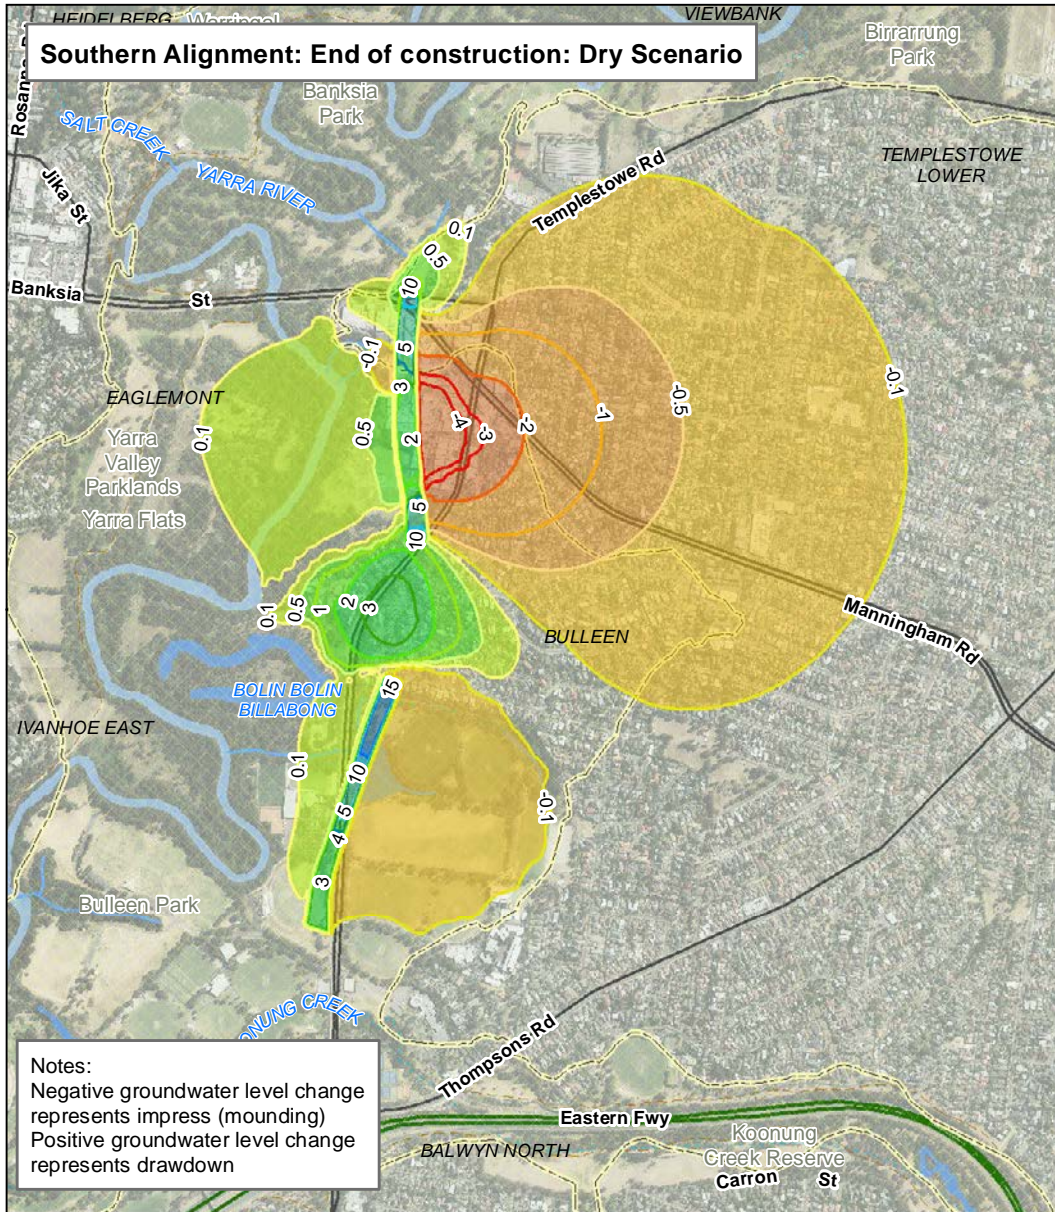 HEIDELBERG
Warringal
VIEWBANK
Birrarrung
Park
Southern Alignment: End of construction: Dry Scenario
Banksia
Park
SALT CREEK
YARRA RIVER
TEMPLESTOWE
LOWER
Templestowe Rd
Jika St
0.1
0.5
Banksia St
10
5
-0.1
3
-0.1
-0.5
-1
-2
-3
-4
EAGLEMONT
0.1
0.5
2
Yarra
Valley
Parklands
Yarra Flats
5
10
0.1
0.5
1
2
3
Manningham Rd
BULLEEN
BOLIN BOLIN
BILLABONG
15
IVANHOE EAST
0.1
10
5
4
-0.1
3
Bulleen Park
ONUNG CREEK
Thompsons Rd
Notes:
Negative groundwater level change
represents impress (mounding)
Positive groundwater level change
represents drawdown
Eastern Fwy
BALWYN NORTH
Koonung
Creek Reserve
Carron St